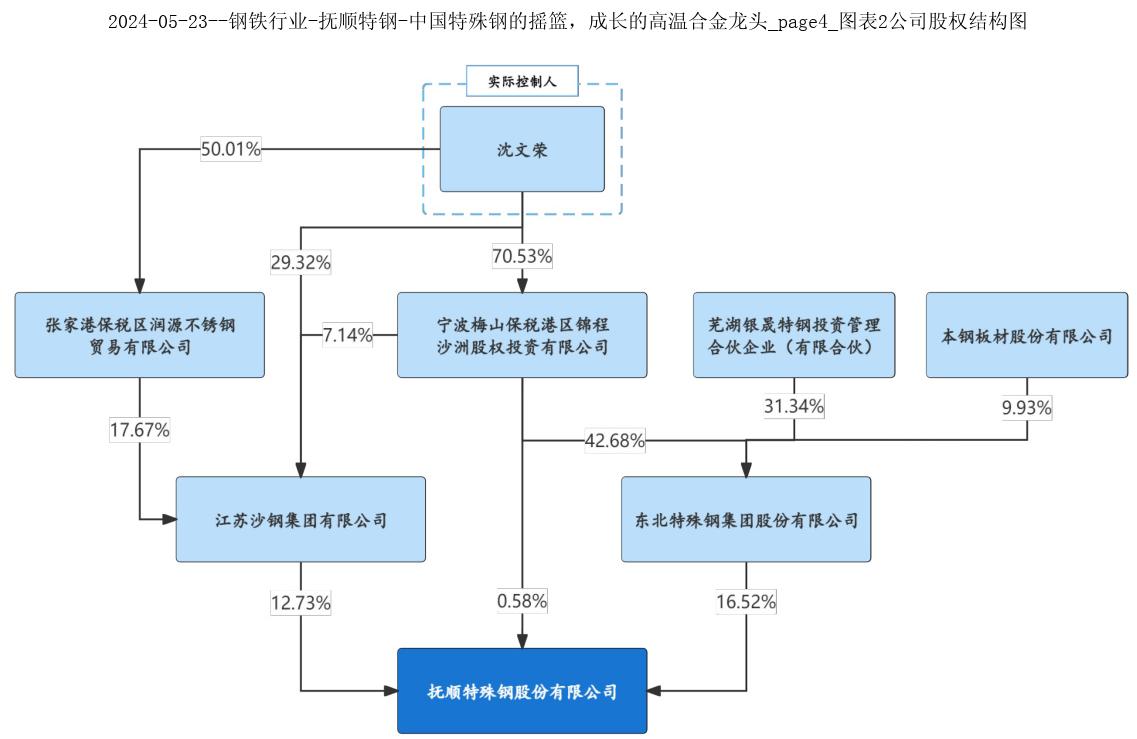 2024-05-23--钢铁行业-抚顺特钢-中国特殊钢的摇篮，成长的高温合金龙头_page4_图表2公司股权结构图
实际控制人
沈文荣
50.01%
29.32%
70.53%
张家港保税区润源不锈钢
贸易有限公司
7.14%
宁波梅山保税港区锦程
沙洲股权投资有限公司
芜湖银晟特钢投资管理
合伙企业（有限合伙）
本钢板材股份有限公司
17.67%
31.34%
9.93%
42.68%
江苏沙钢集团有限公司
东北特殊钢集团股份有限公司
12.73%
0.58%
16.52%
抚顺特殊钢股份有限公司